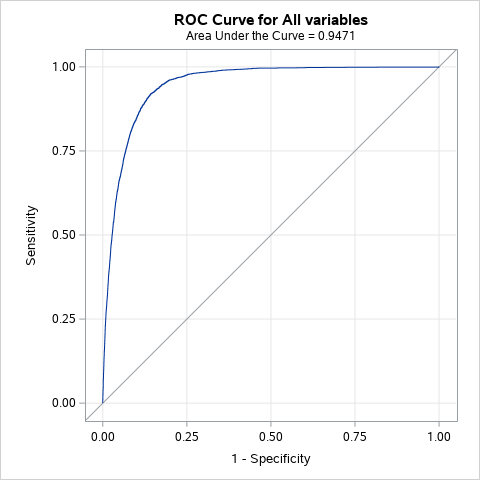 ROC Curve for All variables
Area Under the Curve = 0.9471
1.00
0.75
0.50
0.25
0.00
Sensitivity
0.00 0.25 0.50 0.75 1.00
1 - Specificity